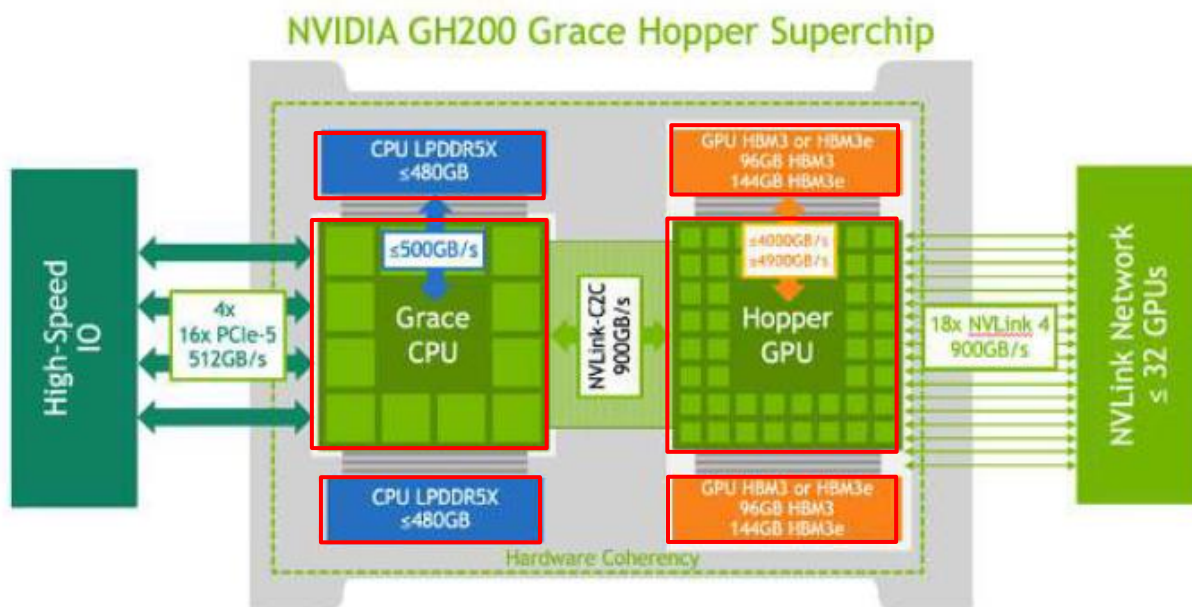 NVIDIA GH200 Grace Hopper Superchip
CPU LPDDR5X
≤480GB
GPU HBM3 or HBM3e
96GB HBM3
144GB HBM3e
High-Speed
IO
4x
16x PCIe-5
512GB/s
≤500GB/s
Grace
CPU
NVLink-C2C
900GB/s
≤4000GB/s
≤4900GB/s
Hopper
GPU
18x NVLink 4
900GB/s
NVLink Network
≤ 32 GPUs
CPU LPDDR5X
≤480GB
GPU HBM3 or HBM3e
96GB HBM3
144GB HBM3e
Hardware Coherency